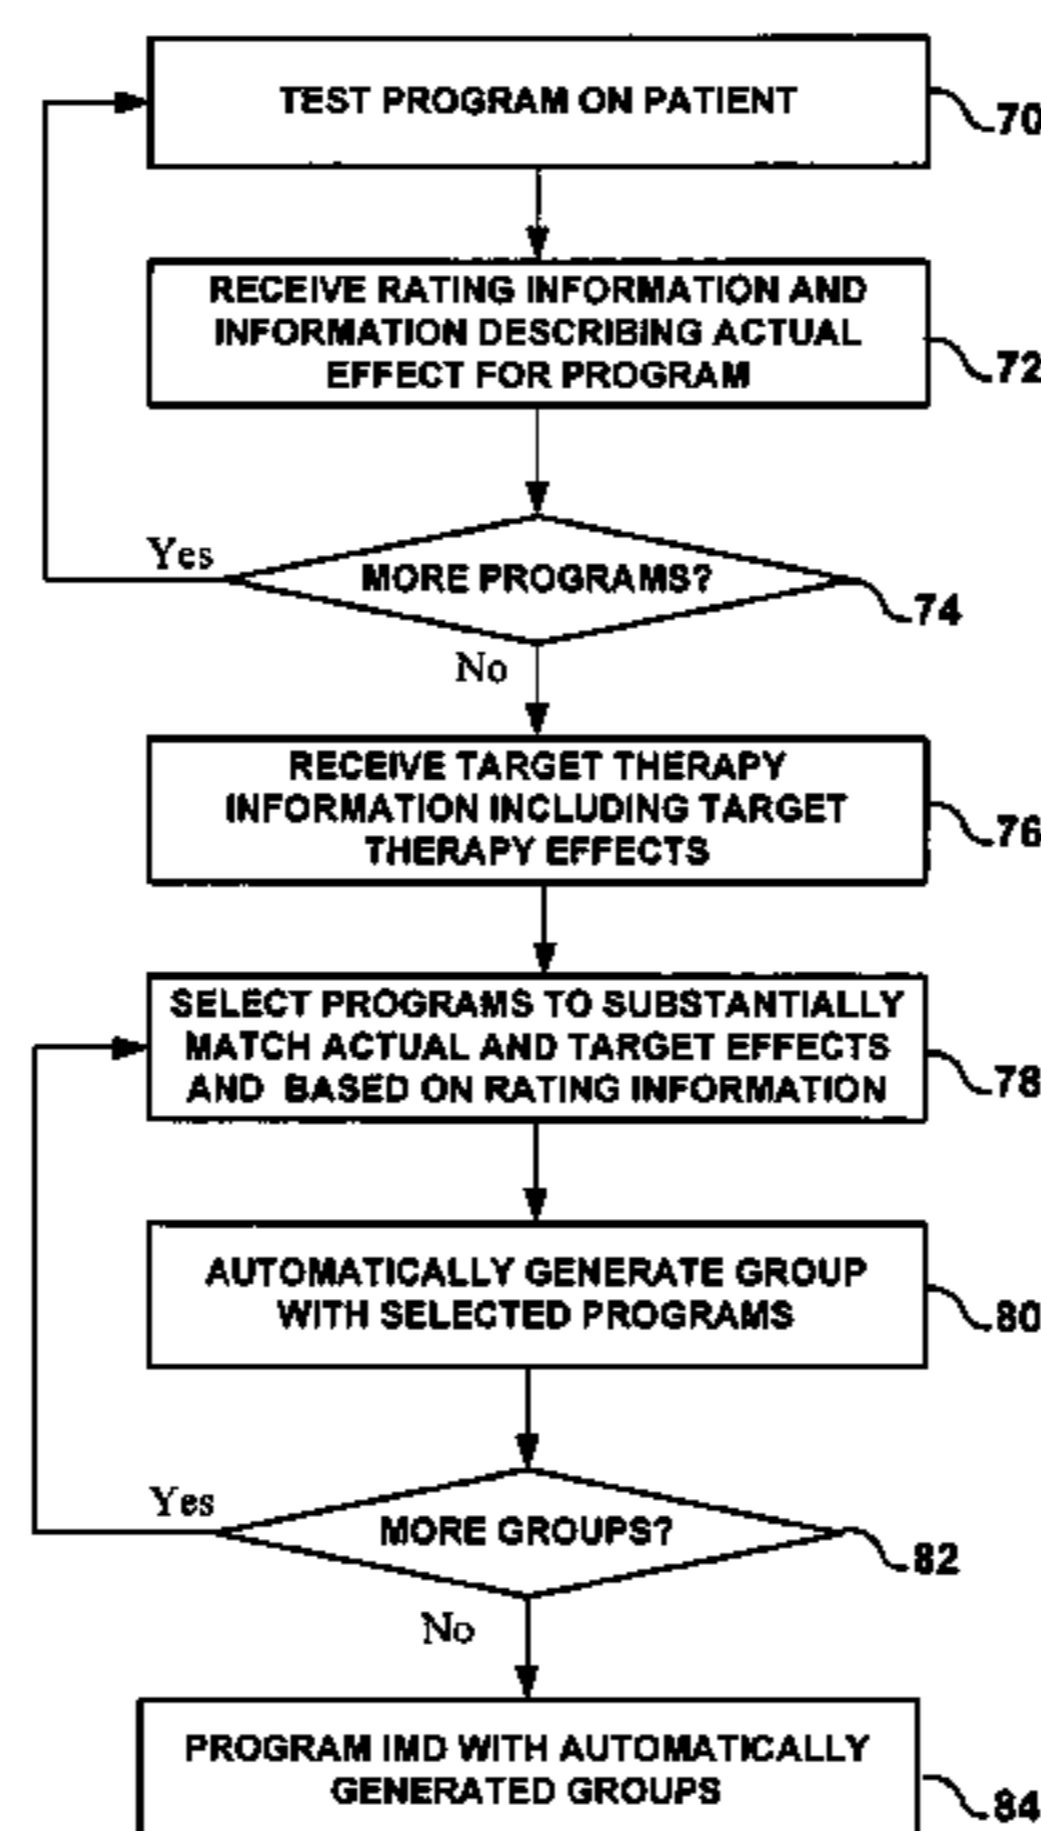 TEST PROGRAM ON PATIENT
70
RECEIVE RATING INFORMATION AND
INFORMATION DESCRIBING ACTUAL
EFFECT FOR PROGRAM
72
Yes
MORE PROGRAMS?
74
No
RECEIVE TARGET THERAPY
INFORMATION INCLUDING TARGET
THERAPY EFFECTS
76
SELECT PROGRAMS TO SUBSTANTIALLY
MATCH ACTUAL AND TARGET EFFECTS
AND BASED ON RATING INFORMATION
78
AUTOMATICALLY GENERATE GROUP
WITH SELECTED PROGRAMS
80
Yes
MORE GROUPS?
82
No
PROGRAM IMD WITH AUTOMATICALLY
GENERATED GROUPS
84